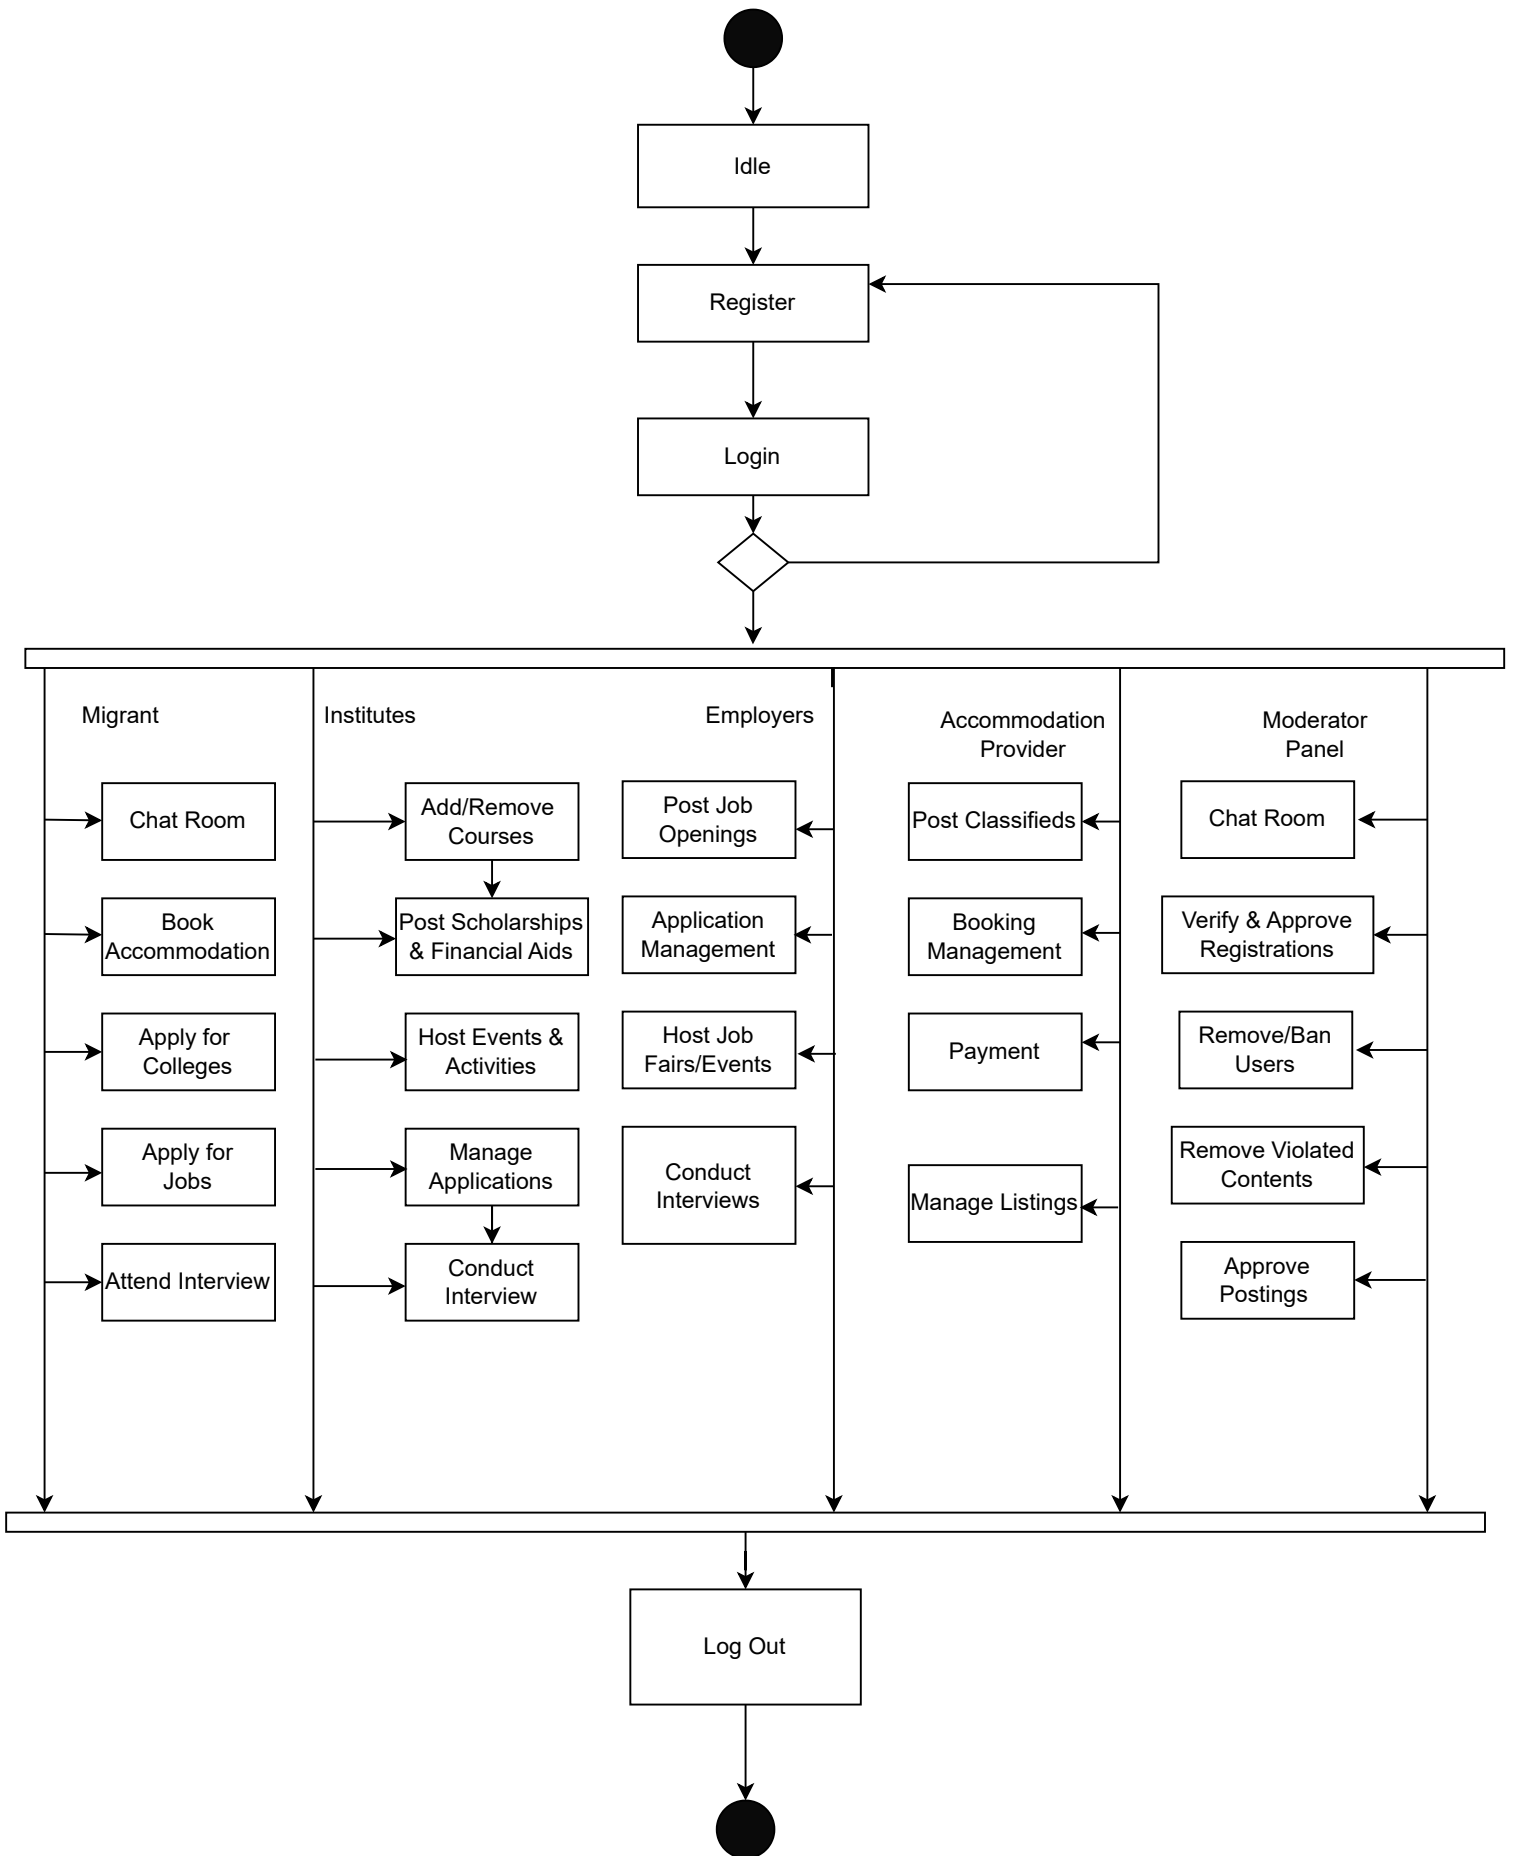 Idle
Register
Login
Migrant
Institutes
Employers
Accommodation
Provider
Moderator
Panel
Chat Room
Book
Accommodation
Apply for
Colleges
Apply for
Jobs
Attend Interview
Add/Remove
Courses
Post Scholarships
& Financial Aids
Host Events &
Activities
Manage
Applications
Conduct
Interview
Post Job
Openings
Application
Management
Host Job
Fairs/Events
Conduct
Interviews
Post Classifieds
Booking
Management
Payment
Manage Listings
Chat Room
Verify & Approve
Registrations
Remove/Ban
Users
Remove Violated
Contents
Approve
Postings
Log Out